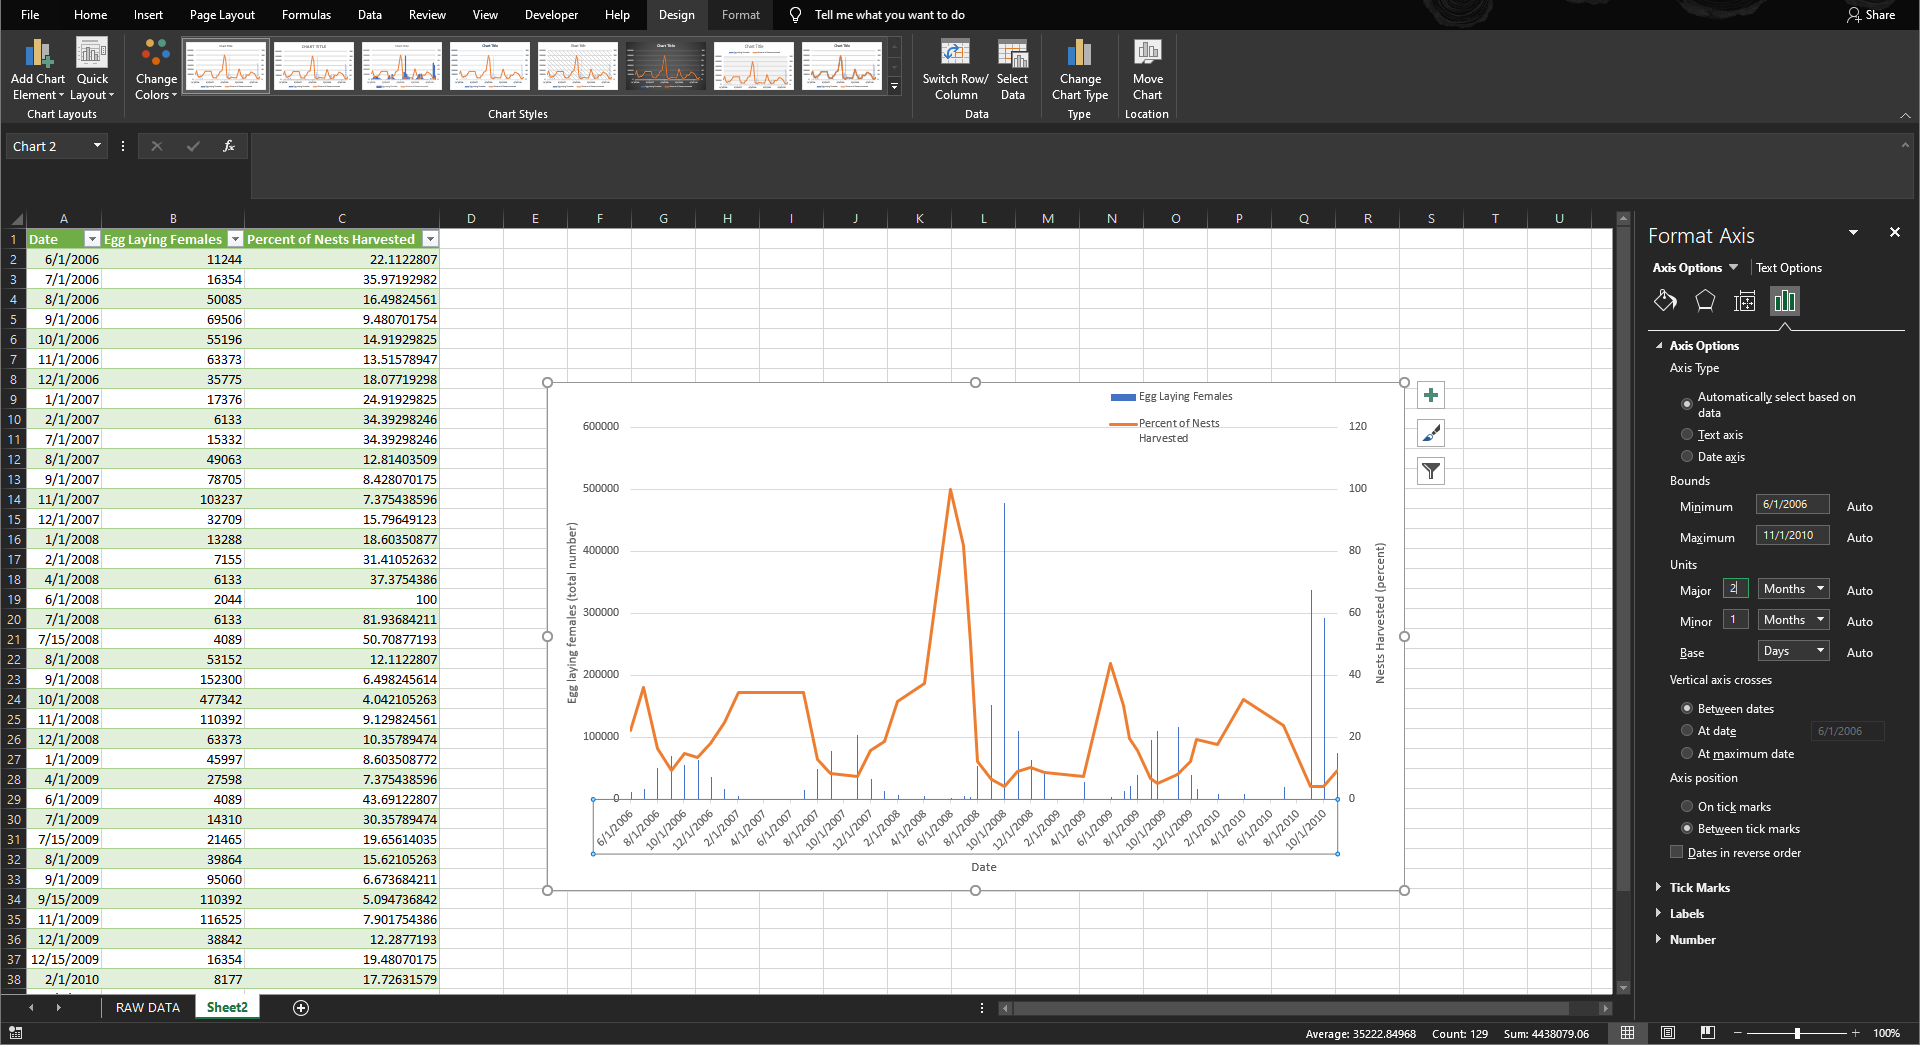 File Home Insert Page Layout Formulas Data Review View Developer Help Design Format Tell me what you want to do Share
Add Chart Element
Quick Layout
Chart Layouts
Change Colors
Chart Styles
Switch Row/ Column
Select Data
Data
Change Chart Type
Type
Move Chart
Location
Chart 2
fx
A B C D E F G H I J K L M N O P Q R S T U
1 Date Egg Laying Females Percent of Nests Harvested
2 6/1/2006 11244 22.1122807
3 7/1/2006 16354 35.97192982
4 8/1/2006 50085 16.49824561
5 9/1/2006 69506 9.480701754
6 10/1/2006 55196 14.91929825
7 11/1/2006 63373 13.51578947
8 12/1/2006 35775 18.07719298
9 1/1/2007 17376 24.91929825
10 2/1/2007 6133 34.39298246
11 7/1/2007 15332 34.39298246
12 8/1/2007 49063 12.81403509
13 9/1/2007 78705 8.428070175
14 11/1/2007 103237 7.375438596
15 12/1/2007 32709 15.79649123
16 1/1/2008 13288 18.60350877
17 2/1/2008 7155 31.41052632
18 4/1/2008 6133 37.3754386
19 6/1/2008 2044 100
20 7/1/2008 6133 81.93684211
21 7/15/2008 4089 50.70877193
22 8/1/2008 53152 12.1122807
23 9/1/2008 152300 6.498245614
24 10/1/2008 477342 4.042105263
25 11/1/2008 110392 9.129824561
26 12/1/2008 63373 10.35789474
27 1/1/2009 45997 8.603508772
28 4/1/2009 27598 7.375438596
29 6/1/2009 4089 43.69122807
30 7/1/2009 14310 30.35789474
31 7/15/2009 21465 19.65614035
32 8/1/2009 39864 15.62105263
33 9/1/2009 95060 6.673684211
34 9/15/2009 110392 5.094736842
35 11/1/2009 116525 7.901754386
36 12/1/2009 38842 12.2877193
37 12/15/2009 16354 19.48070175
38 2/1/2010 8177 17.72631579
Egg Laying Females
Percent of Nests
Harvested
600000 120
500000 100
400000 80
300000 60
200000 40
100000 20
0 0
Egg laying females (total number)
Nests Harvested (percent)
6/1/2006 8/1/2006 10/1/2006 12/1/2006 2/1/2007 4/1/2007 6/1/2007 8/1/2007 10/1/2007 12/1/2007 2/1/2008 4/1/2008 6/1/2008 8/1/2008 10/1/2008 12/1/2008 2/1/2009 4/1/2009 6/1/2009 8/1/2009 10/1/2009 12/1/2009 2/1/2010 4/1/2010 6/1/2010 8/1/2010 10/1/2010
Date
Format Axis
Axis Options Text Options
Axis Options
Axis Type
Automatically select based on
data
Text axis
Date axis
Bounds
Minimum 6/1/2006 Auto
Maximum 11/1/2010 Auto
Units
Major 2 Months Auto
Minor 1 Months Auto
Base Days Auto
Vertical axis crosses
Between dates
At date 6/1/2006
At maximum date
Axis position
On tick marks
Between tick marks
Dates in reverse order
Tick Marks
Labels
Number
RAW DATA Sheet2
Average: 35222.84968 Count: 129 Sum: 4438079.06 100%